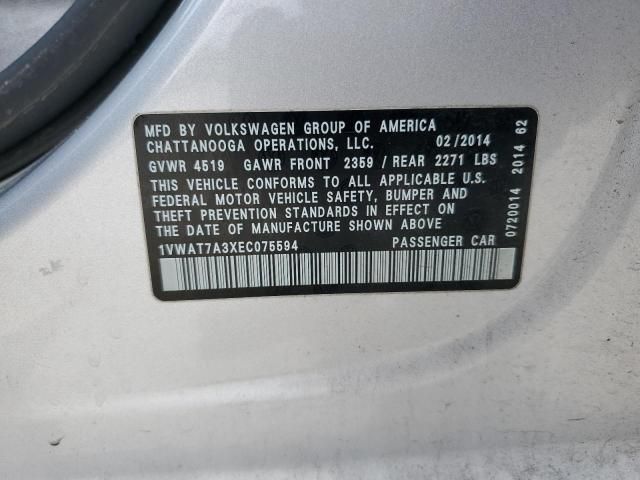 MFD BY VOLKSWAGEN GROUP OF AMERICA
CHATTANOOGA OPERATIONS, LLC. 02/2014
GVWR 4519 GAWR FRONT 2359 / REAR 2271 LBS
THIS VEHICLE CONFORMS TO ALL APPLICABLE U.S.
FEDERAL MOTOR VEHICLE SAFETY, BUMPER AND
THEFT PREVENTION STANDARDS IN EFFECT ON
THE DATE OF MANUFACTURE SHOWN ABOVE
1VWAT7A3XEC075594 PASSENGER CAR
0720014 2014 62